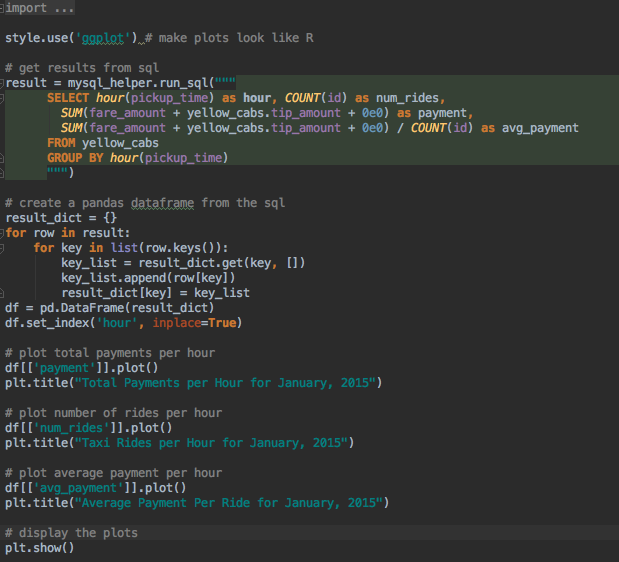 import ...
style.use('ggplot') # make plots look like R
# get results from sql
result = mysql_helper.run_sql("""
SELECT hour(pickup_time) as hour, COUNT(id) as num_rides,
SUM(fare_amount + yellow_cabs.tip_amount + 0e0) as payment,
SUM(fare_amount + yellow_cabs.tip_amount + 0e0) / COUNT(id) as avg_payment
FROM yellow_cabs
GROUP BY hour(pickup_time)
""")
# create a pandas dataframe from the sql
result_dict = {}
for row in result:
for key in list(row.keys()):
key_list = result_dict.get(key, [])
key_list.append(row[key])
result_dict[key] = key_list
df = pd.DataFrame(result_dict)
df.set_index('hour', inplace=True)
# plot total payments per hour
df[['payment']].plot()
plt.title("Total Payments per Hour for January, 2015")
# plot number of rides per hour
df[['num_rides']].plot()
plt.title("Taxi Rides per Hour for January, 2015")
# plot average payment per hour
df[['avg_payment']].plot()
plt.title("Average Payment Per Ride for January, 2015")
# display the plots
plt.show()